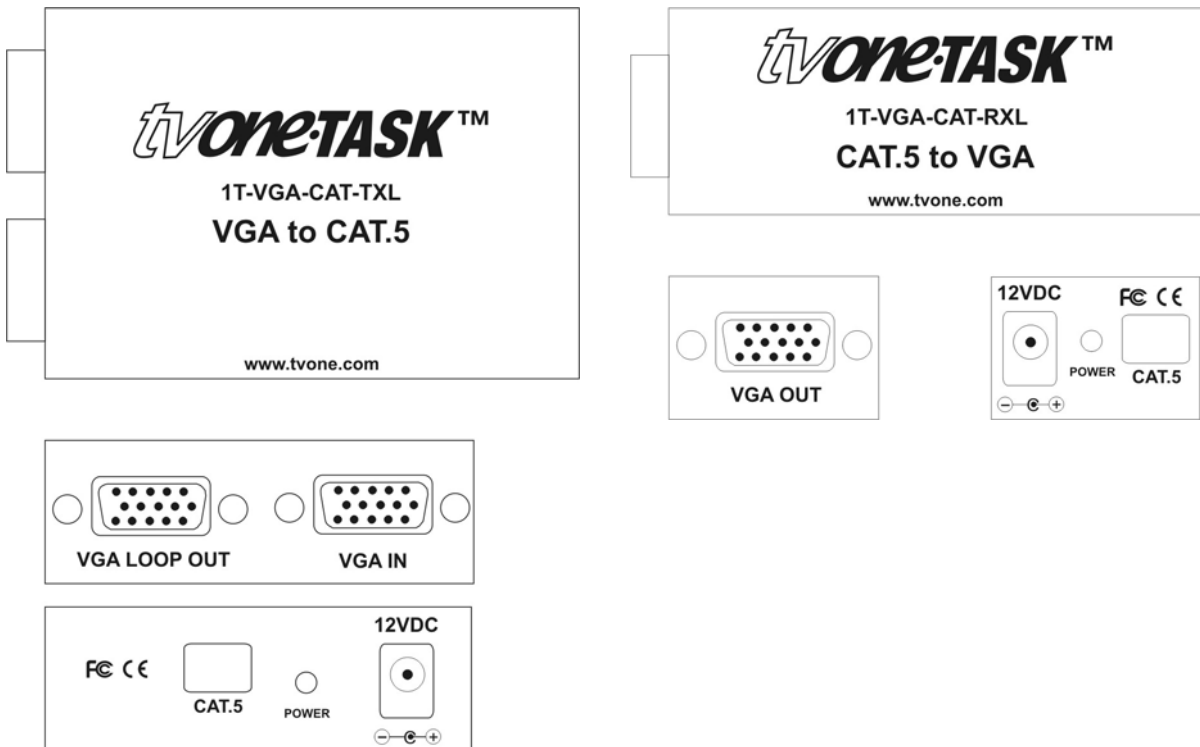 tvone·TASK™
1T-VGA-CAT-TXL
VGA to CAT.5
www.tvone.com
VGA LOOP OUT
VGA IN
12VDC
FC CE
CAT.5
POWER
tvone·TASK™
1T-VGA-CAT-RXL
CAT.5 to VGA
www.tvone.com
VGA OUT
12VDC
FC CE
POWER
CAT.5